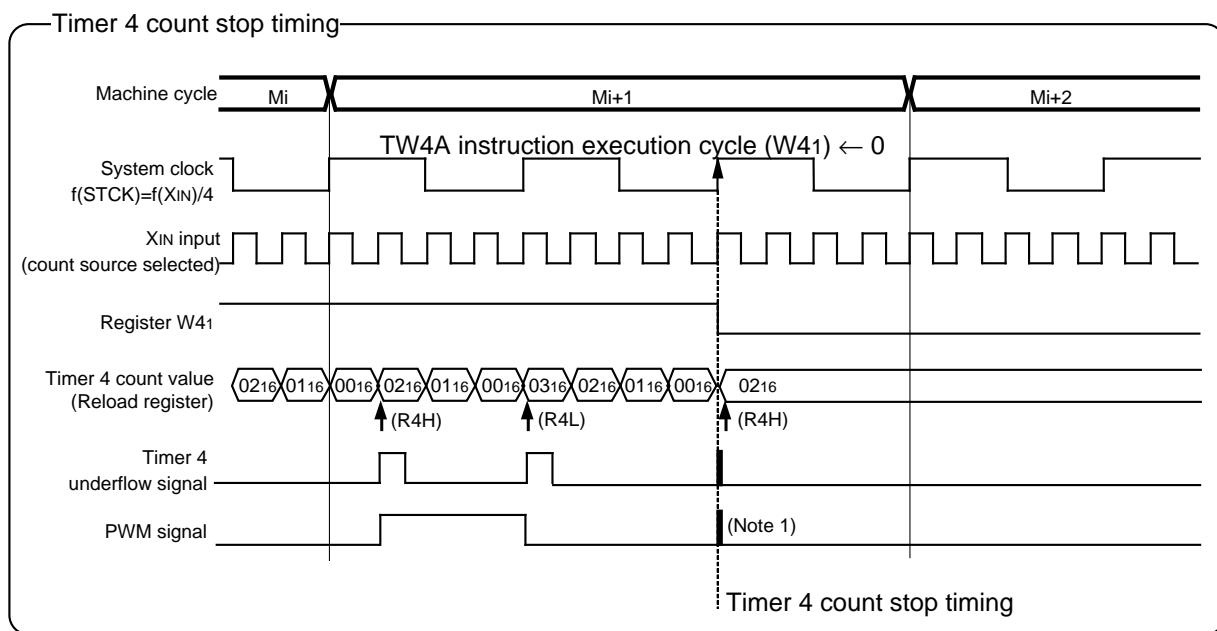 Timer 4 count stop timing
Machine cycle
Mi
Mi+1
Mi+2
TW4A instruction execution cycle (W41) ← 0
System clock
f(STCK)=f(XIN)/4
XIN input
(count source selected)
Register W41
Timer 4 count value
(Reload register)
0216 0116 0016 0216 0116 0016 0316 0216 0116 0016 0216
(R4H) (R4L) (R4H)
Timer 4
underflow signal
PWM signal
(Note 1)
Timer 4 count stop timing